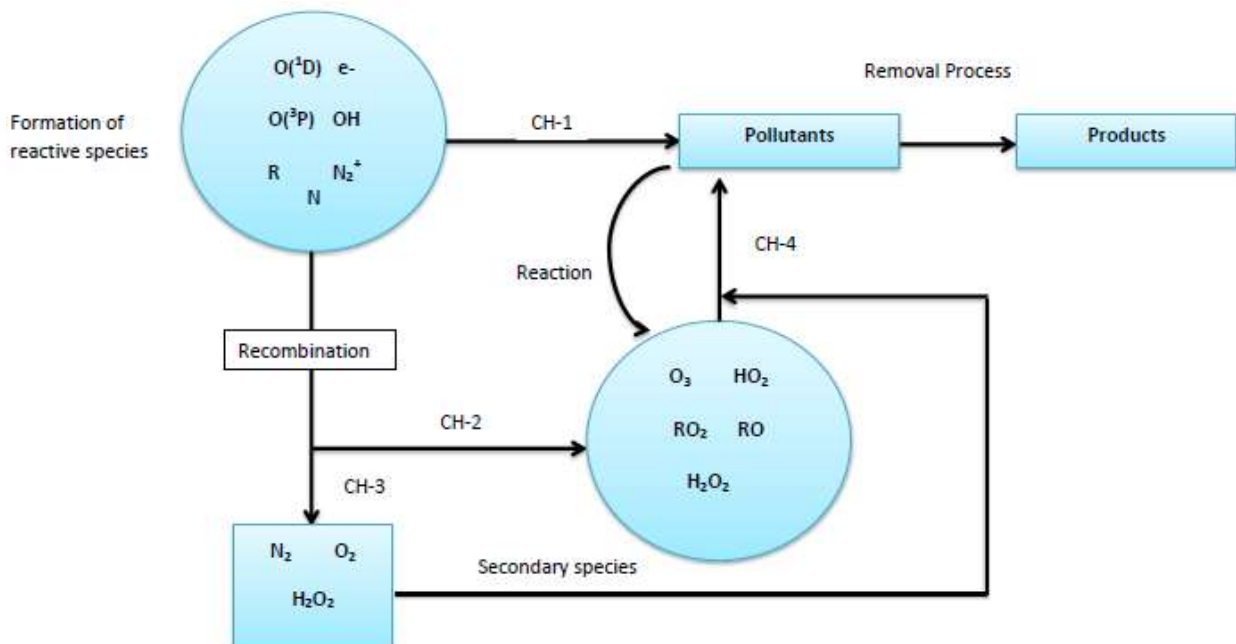 O(¹D) e-
Removal Process
Formation of
reactive species
O(³P) OH
CH-1
Pollutants
Products
R N₂⁺
N
CH-4
Reaction
Recombination
O₃ HO₂
CH-2
RO₂ RO
CH-3
H₂O₂
N₂ O₂
Secondary species
H₂O₂